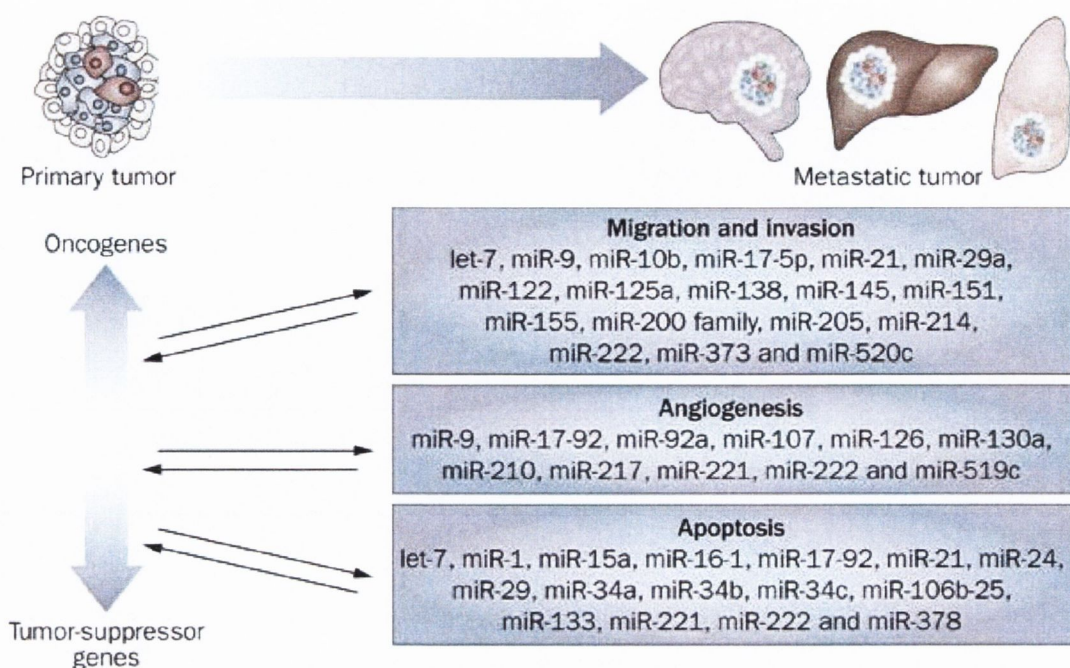 Primary tumor
Metastatic tumor
Oncogenes
Migration and invasion
let-7, miR-9, miR-10b, miR-17-5p, miR-21, miR-29a,
miR-122, miR-125a, miR-138, miR-145, miR-151,
miR-155, miR-200 family, miR-205, miR-214,
miR-222, miR-373 and miR-520c
Angiogenesis
miR-9, miR-17-92, miR-92a, miR-107, miR-126, miR-130a,
miR-210, miR-217, miR-221, miR-222 and miR-519c
Apoptosis
let-7, miR-1, miR-15a, miR-16-1, miR-17-92, miR-21, miR-24,
miR-29, miR-34a, miR-34b, miR-34c, miR-106b-25,
miR-133, miR-221, miR-222 and miR-378
Tumor-suppressor
genes